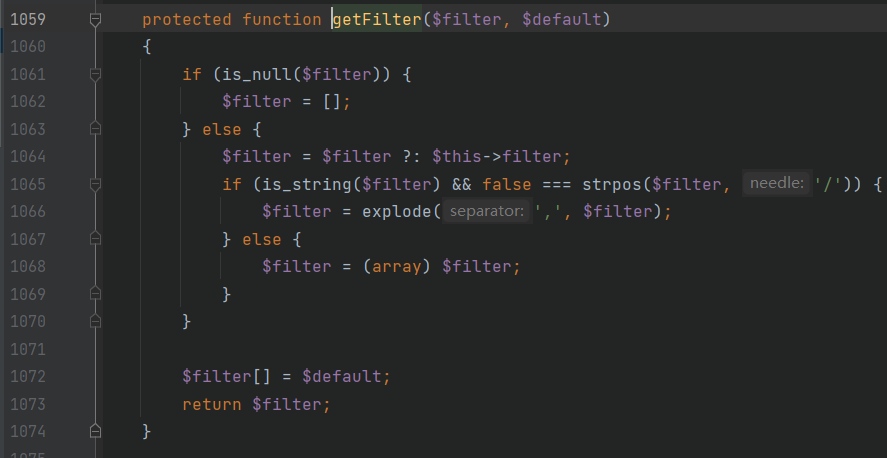 1059 protected function getFilter($filter, $default)
1060 {
1061 if (is_null($filter)) {
1062 $filter = [];
1063 } else {
1064 $filter = $filter ?: $this->filter;
1065 if (is_string($filter) && false === strpos($filter, needle: '/')) {
1066 $filter = explode( separator: ',', $filter);
1067 } else {
1068 $filter = (array) $filter;
1069 }
1070 }
1071
1072 $filter[] = $default;
1073 return $filter;
1074 }